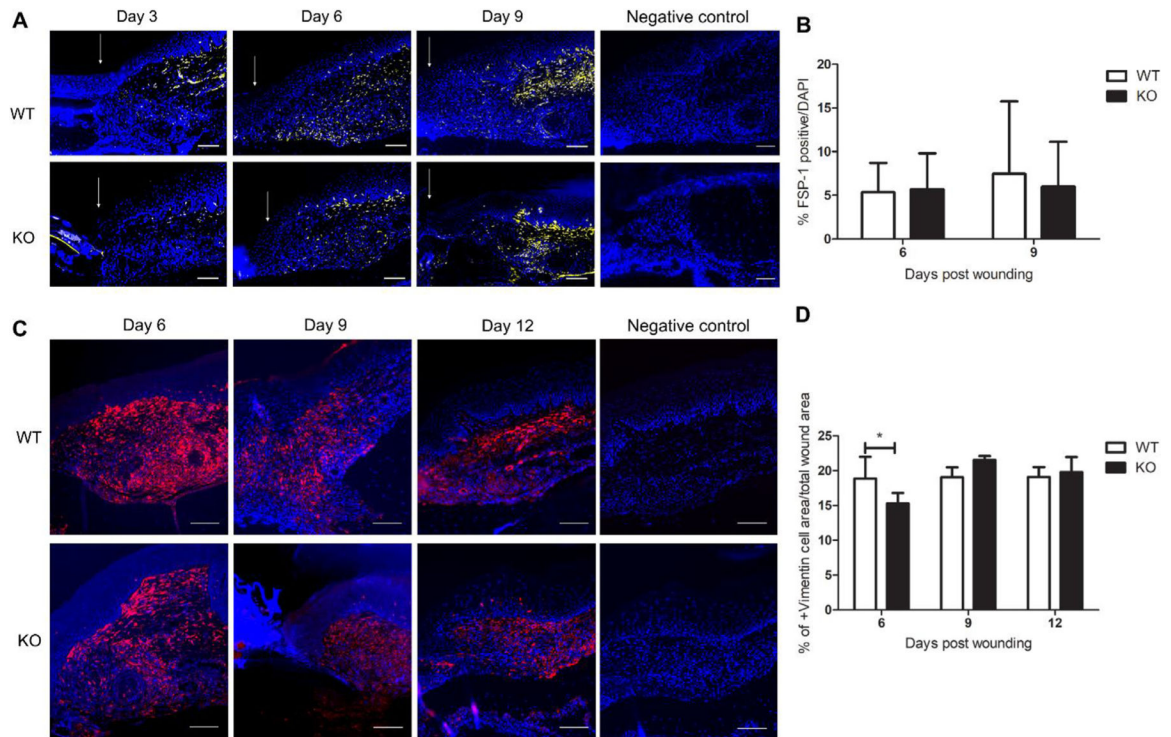 A
Day 3
Day 6
Day 9
Negative control
WT
KO
B
% FSP-1 positive/DAPI
20
15
10
5
0
6
9
Days post wounding
WT
KO
C
Day 6
Day 9
Day 12
Negative control
WT
KO
D
% of +Vimentin cell area/total wound area
25
20
15
10
5
0
*
6
9
12
Days post wounding
WT
KO